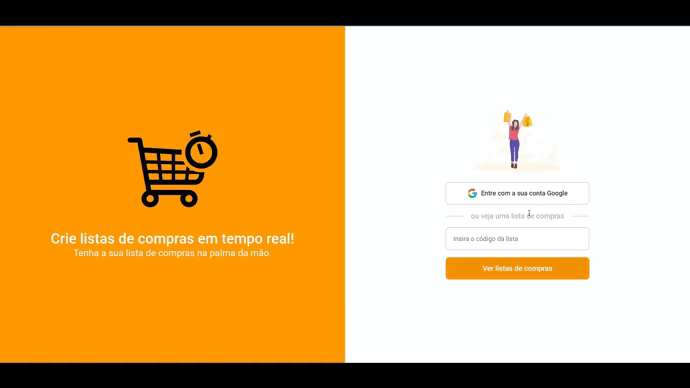 Crie listas de compras em tempo real!
Tenha a sua lista de compras na palma da mão.
Entre com a sua conta Google
ou veja uma lista de compras
Insira o código da lista
Ver listas de compras